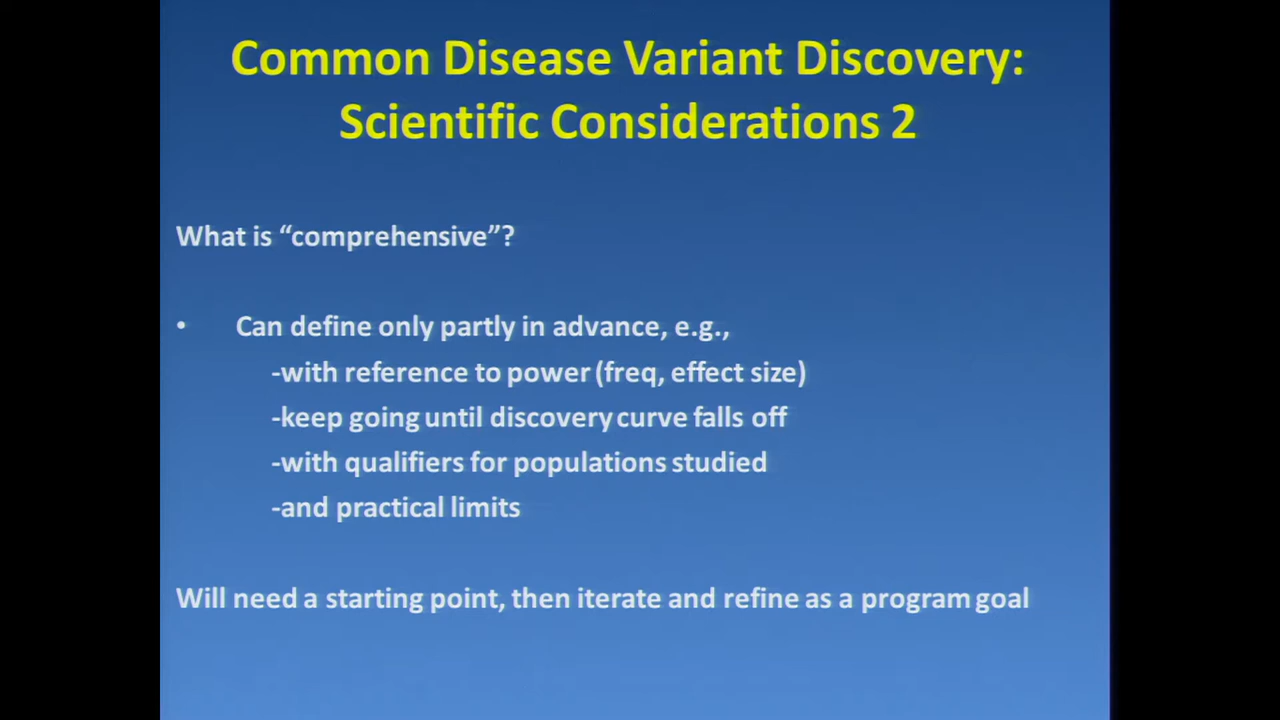 Common Disease Variant Discovery:
Scientific Considerations 2
What is “comprehensive”?
• Can define only partly in advance, e.g.,
-with reference to power (freq, effect size)
-keep going until discovery curve falls off
-with qualifiers for populations studied
-and practical limits
Will need a starting point, then iterate and refine as a program goal